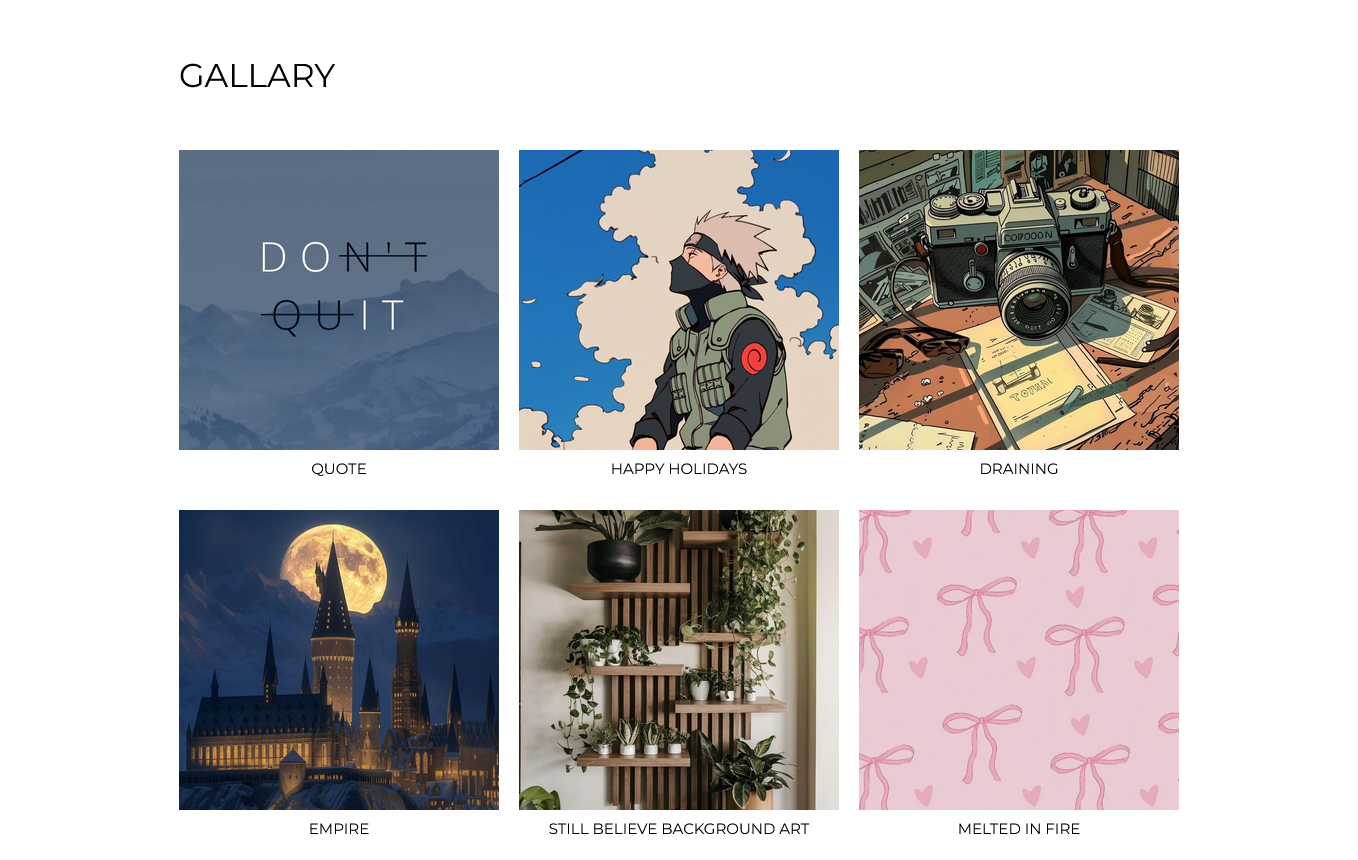 GALLARY
DON'T
QUIT
QUOTE
HAPPY HOLIDAYS
DRAINING
EMPIRE
STILL BELIEVE BACKGROUND ART
MELTED IN FIRE